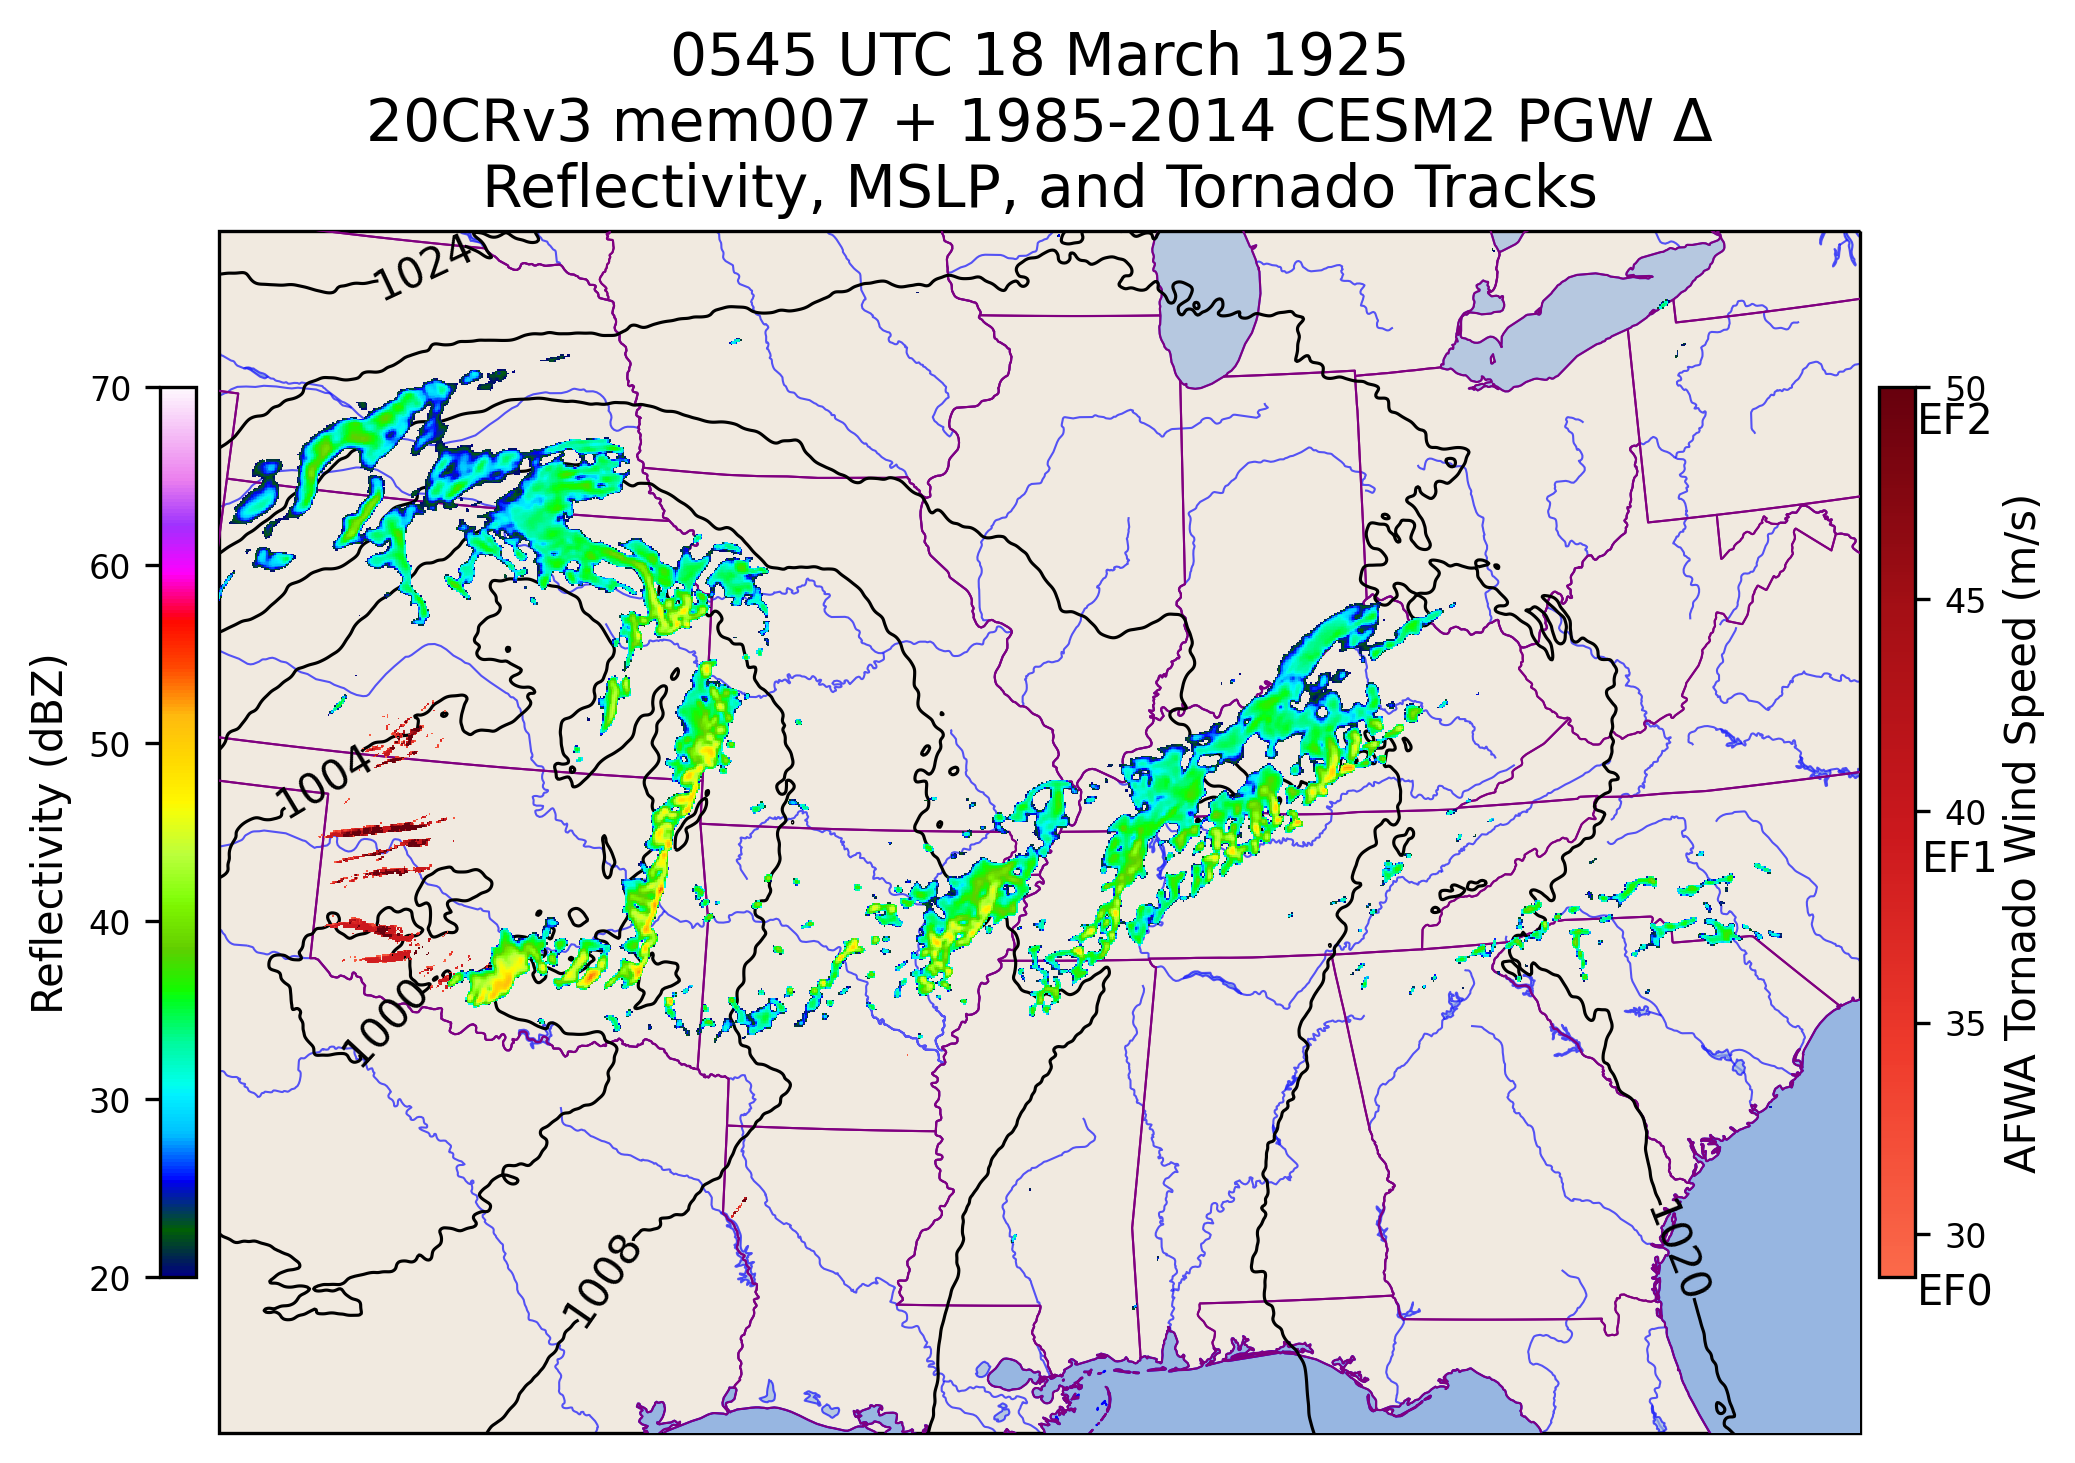 0545 UTC 18 March 1925
20CRv3 mem007 + 1985-2014 CESM2 PGW Δ
Reflectivity, MSLP, and Tornado Tracks
1024
1004
1000
1008
1020
70
60
50
40
30
20
Reflectivity (dBZ)
50
EF2
45
40
EF1
35
30
EF0
AFWA Tornado Wind Speed (m/s)